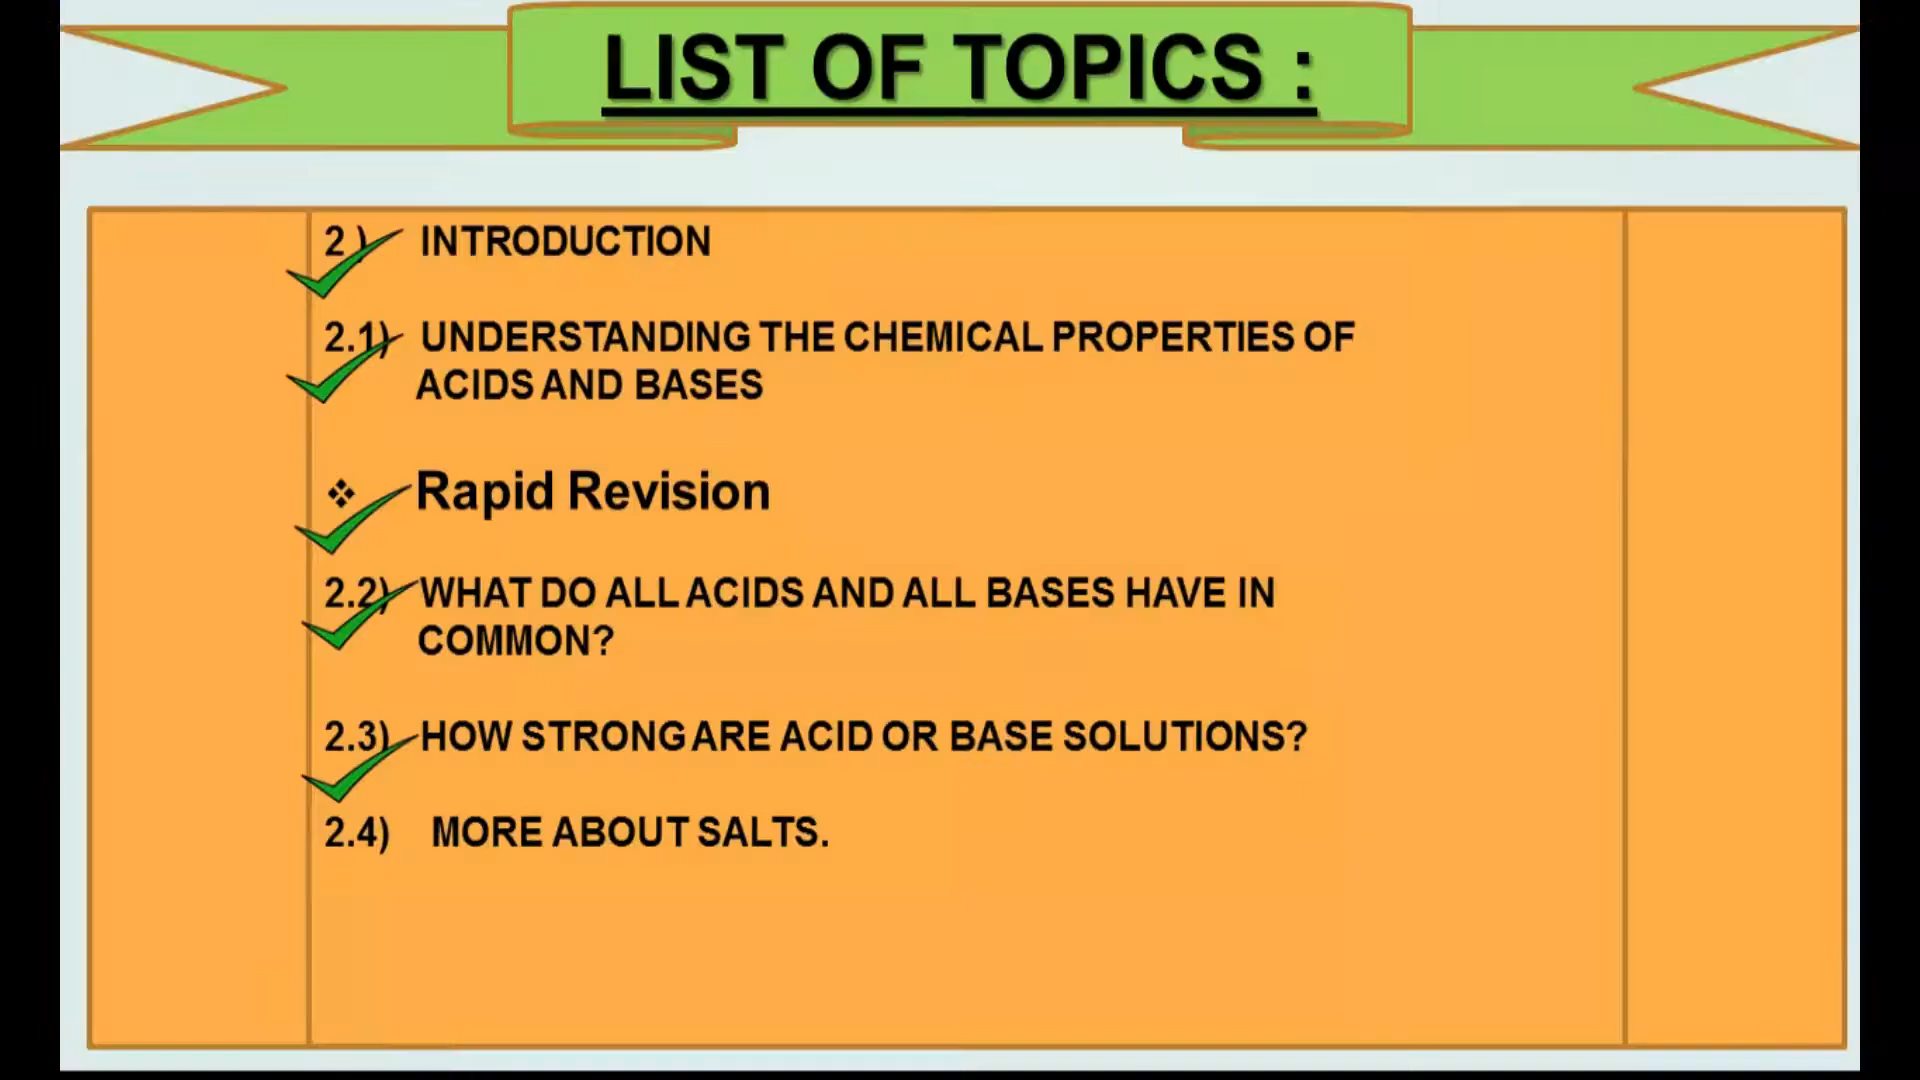 LIST OF TOPICS :
2 ) INTRODUCTION
2.1) UNDERSTANDING THE CHEMICAL PROPERTIES OF
ACIDS AND BASES
❖ Rapid Revision
2.2) WHAT DO ALL ACIDS AND ALL BASES HAVE IN
COMMON?
2.3) HOW STRONG ARE ACID OR BASE SOLUTIONS?
2.4) MORE ABOUT SALTS.